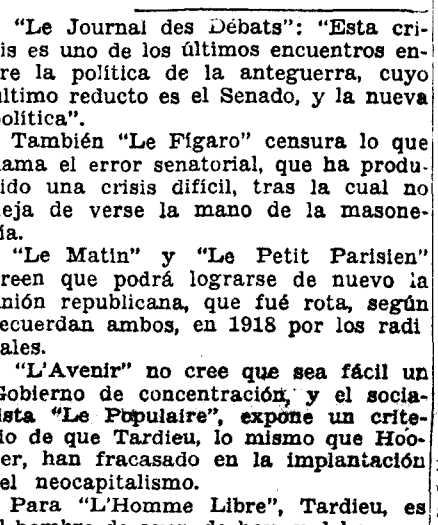 "Le Journal des Débats": "Esta cri-
is es uno de los últimos encuentros en-
re la política de la anteguerra, cuyo
último reducto es el Senado, y la nueva
política".
También "Le Fígaro" censura lo que
lama el error senatorial, que ha produ-
ido una crisis difícil, tras la cual no
eja de verse la mano de la masone-
ía.
"Le Matin" y "Le Petit Parisien"
reen que podrá lograrse de nuevo la
nión republicana, que fué rota, según
ecuerdan ambos, en 1918 por los radi
ales.
"L'Avenir" no cree que sea fácil un
Gobierno de concentración, y el socia-
ista "Le Populaire", expone un crite-
io de que Tardieu, lo mismo que Hoo-
er, han fracasado en la implantación
el neocapitalismo.
Para "L'Homme Libre", Tardieu, es